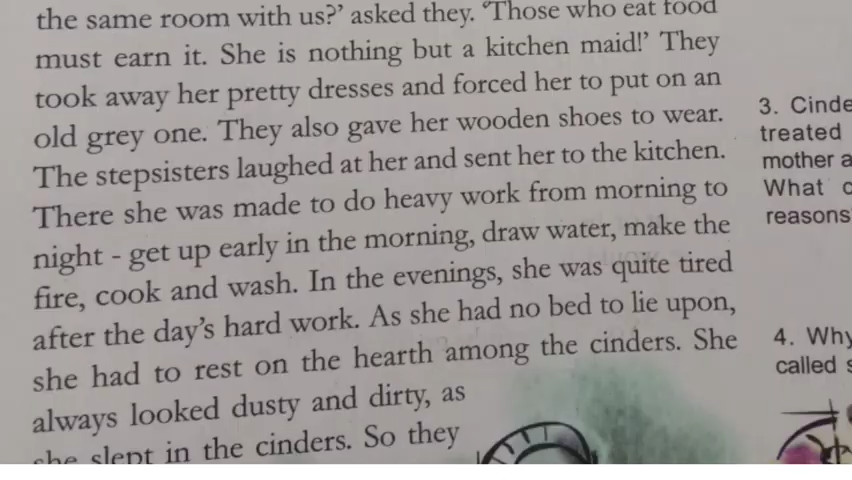 the same room with us?’ asked they. ‘Those who eat food
must earn it. She is nothing but a kitchen maid!’ They
took away her pretty dresses and forced her to put on an
old grey one. They also gave her wooden shoes to wear.
The stepsisters laughed at her and sent her to the kitchen.
There she was made to do heavy work from morning to
night - get up early in the morning, draw water, make the
fire, cook and wash. In the evenings, she was quite tired
after the day’s hard work. As she had no bed to lie upon,
she had to rest on the hearth among the cinders. She
always looked dusty and dirty, as
she slept in the cinders. So they
3. Cinde
treated
mother a
What
reasons
4. Why
called s